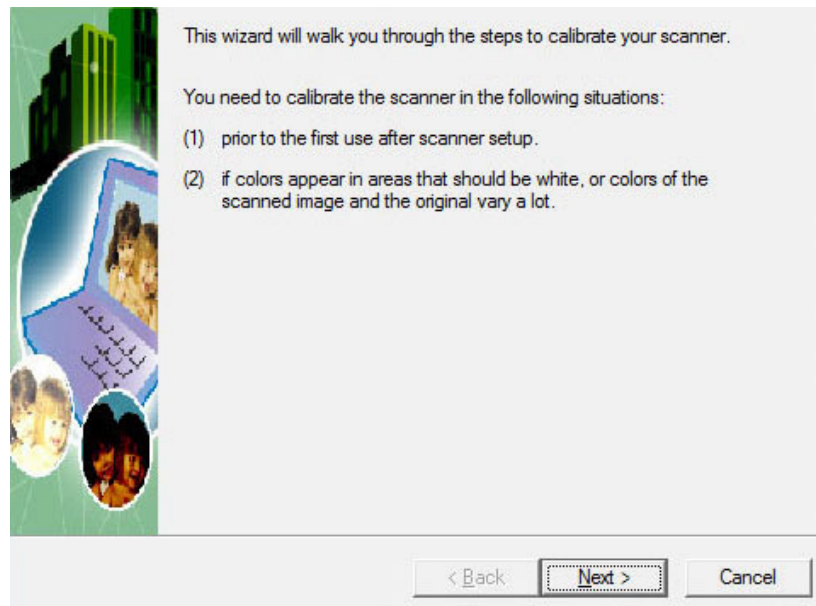 This wizard will walk you through the steps to calibrate your scanner.
You need to calibrate the scanner in the following situations:
(1) prior to the first use after scanner setup.
(2) if colors appear in areas that should be white, or colors of the
scanned image and the original vary a lot.
< Back Next > Cancel